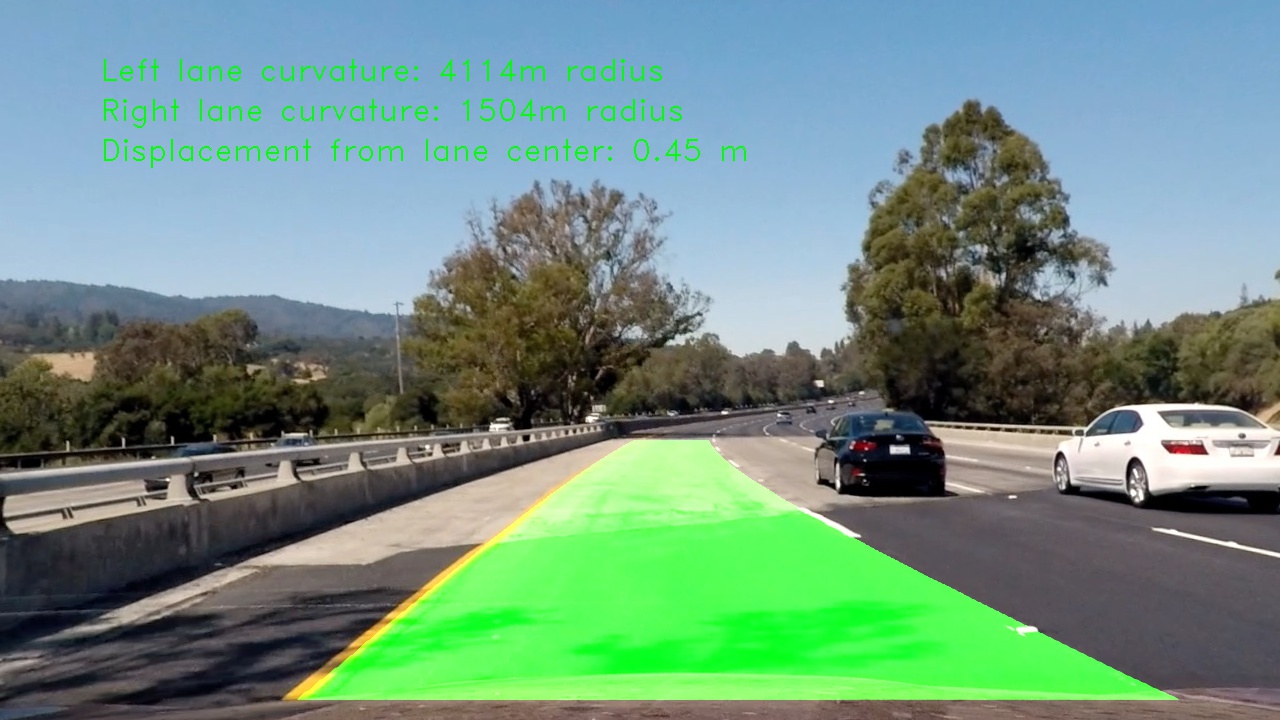 Left lane curvature: 4114m radius
Right lane curvature: 1504m radius
Displacement from lane center: 0.45 m